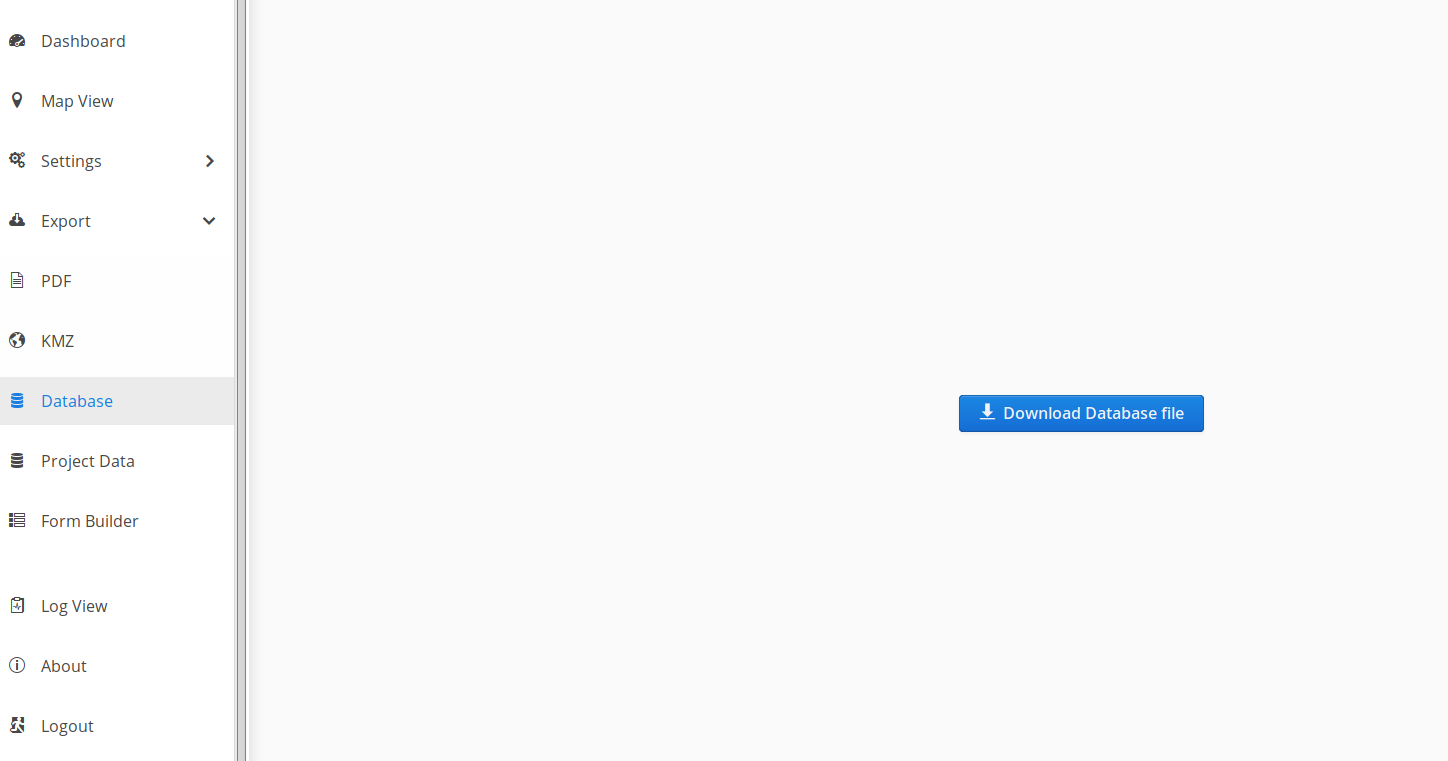 Dashboard
Map View
Settings
Export
PDF
KMZ
Database
Project Data
Form Builder
Log View
About
Logout
Download Database file